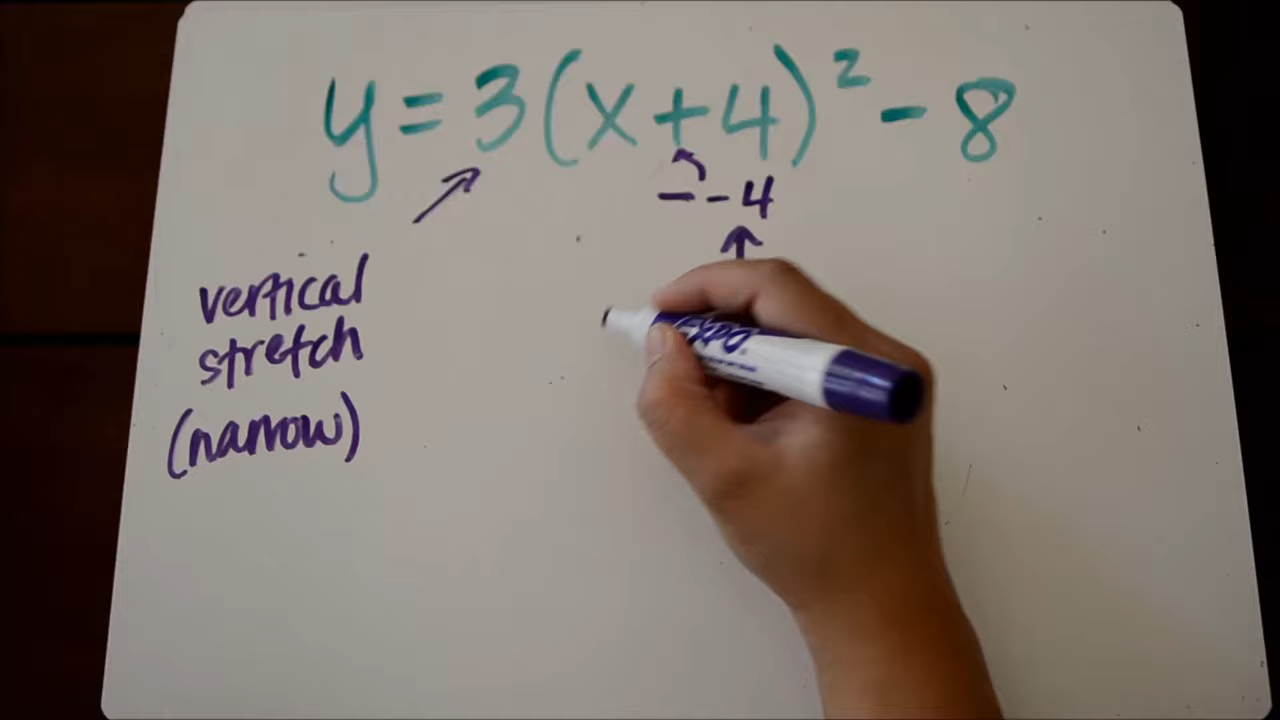 y = 3(x + 4)² - 8
- - 4
vertical
stretch
(narrow)
EXPO